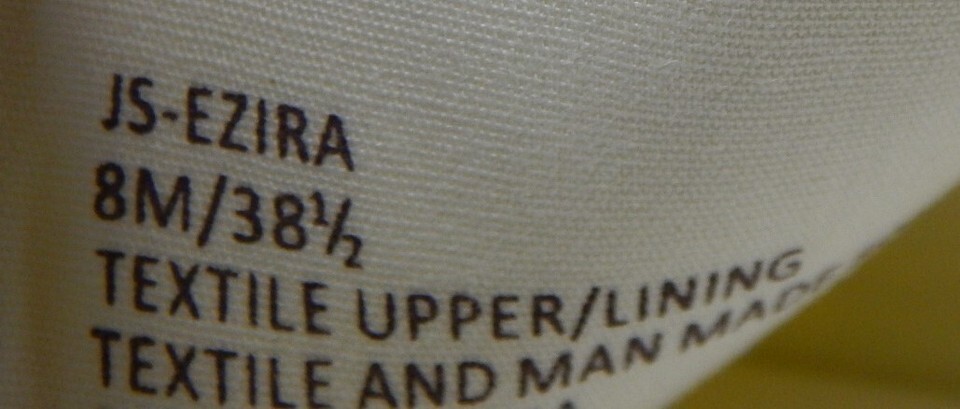 JS-EZIRA
8M/38½
TEXTILE UPPER/LINING
TEXTILE AND MAN MADE